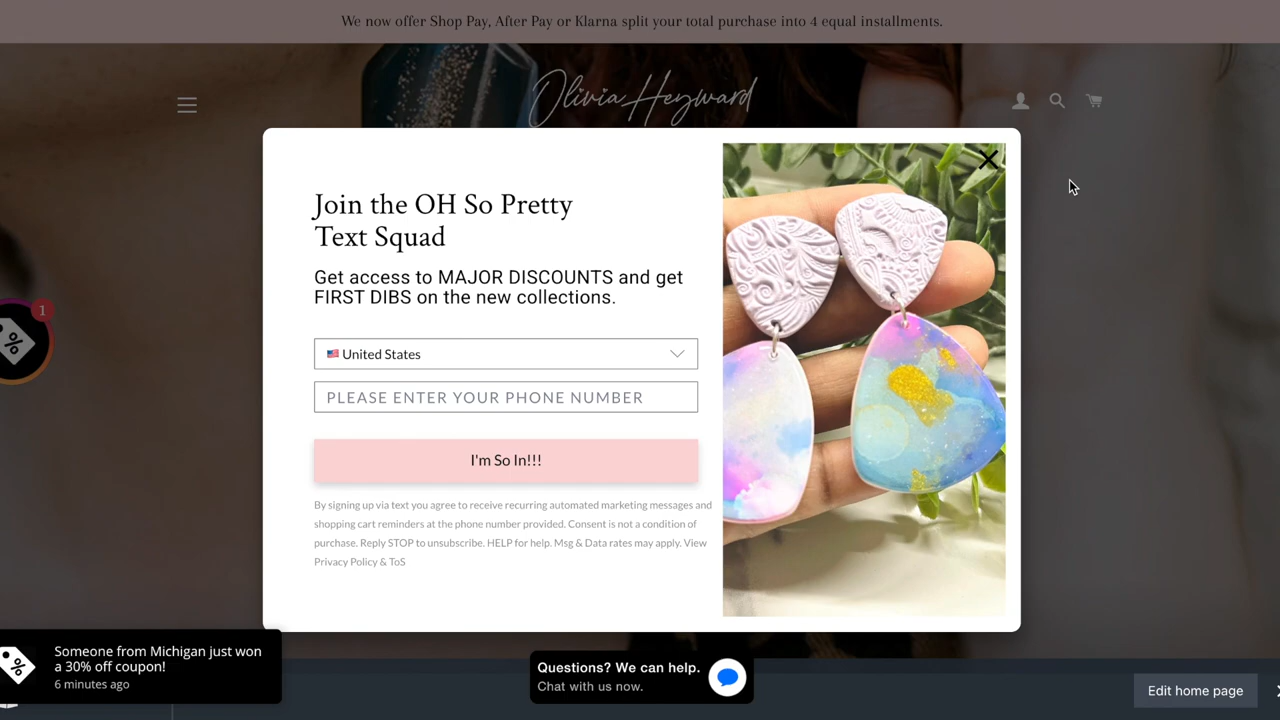 We now offer Shop Pay, After Pay or Klarna split your total purchase into 4 equal installments.
Olivia Heyward
Join the OH So Pretty
Text Squad
Get access to MAJOR DISCOUNTS and get
FIRST DIBS on the new collections.
1
%
United States
PLEASE ENTER YOUR PHONE NUMBER
I'm So In!!!
By signing up via text you agree to receive recurring automated marketing messages and
shopping cart reminders at the phone number provided. Consent is not a condition of
purchase. Reply STOP to unsubscribe. HELP for help. Msg & Data rates may apply. View
Privacy Policy & ToS
%
Someone from Michigan just won
a 30% off coupon!
6 minutes ago
Questions? We can help.
Chat with us now.
Edit home page